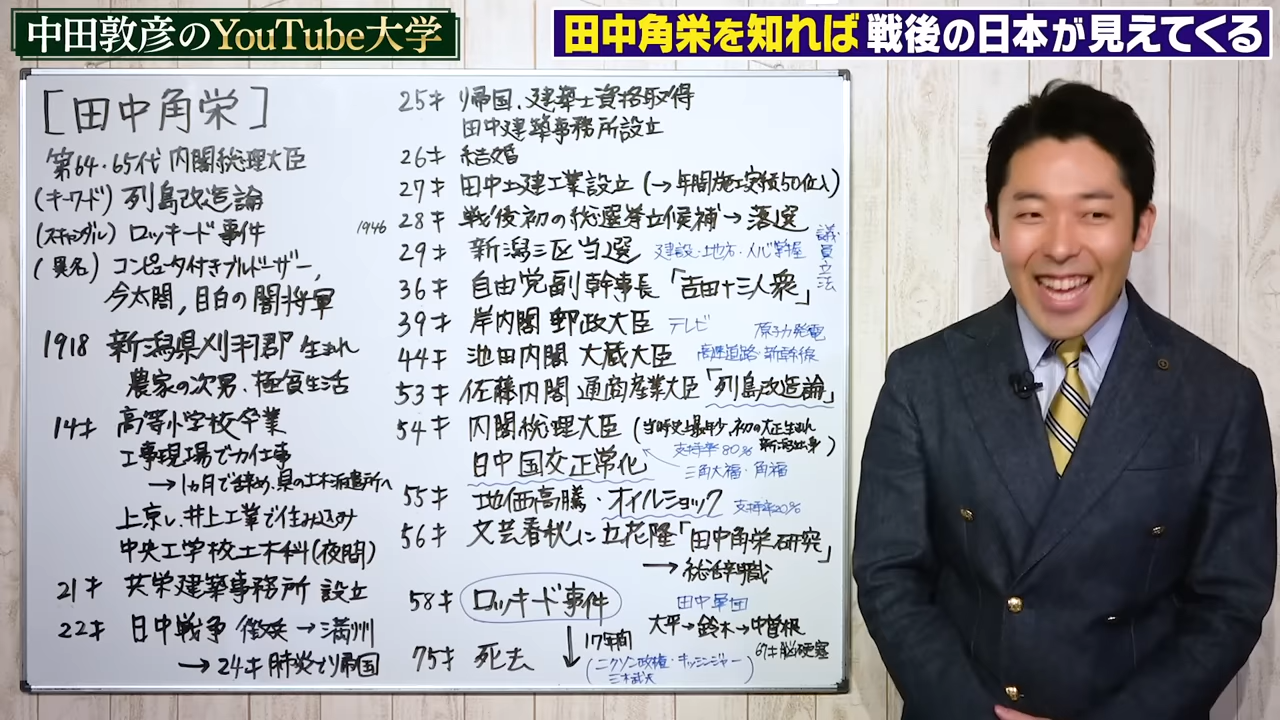 中田敦彦のYouTube大学
田中角栄を知れば 戦後の日本が見えてくる
[田中角栄]
第64・65代 内閣総理大臣
(キーワード) 列島改造論
(スキャンダル) ロッキード事件
(異名) コンピュータ付きブルドーザー,
今太閤, 目白の闇将軍
1918 新潟県刈羽郡 生まれ
農家の次男、極貧生活
14才 高等小学校卒業
工事現場で力仕事
→1ヵ月で辞め、県の土木派遣所へ
上京し、井上工業で住み込み
中央工学校土木科(夜間)
21才 共栄建築事務所 設立
22才 日中戦争 徴兵→満州
→24才 肺炎で帰国
25才 帰国、建築士資格取得
田中建築事務所設立
26才 結婚
27才 田中土建工業設立 (→年間施工実績50位入)
1946 28才 戦後初の総選挙立候補→落選
29才 新潟三区当選 建設・地方・人心掌握
議員立法
36才 自由党副幹事長「吉田十三人衆」
39才 岸内閣 郵政大臣 テレビ 原子力発電
44才 池田内閣 大蔵大臣 高速道路・新幹線
53才 佐藤内閣 通商産業大臣「列島改造論」
54才 内閣総理大臣 (当時史上最年少、初の大正生まれ
新潟出身)
支持率80%
日中国交正常化 三角大福・角福
55才 地価高騰・オイルショック 支持率20%
56才 文芸春秋に立花隆「田中角栄研究」
→ 総活辞職
58才 ロッキード事件 田中軍団
大平→鈴木→中曽根
17年間 67才脳梗塞
75才 死去 (ニクソン政権・キッシンジャー)
三木武夫